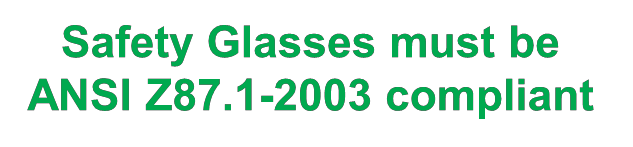 Safety Glasses must be
ANSI Z87.1-2003 compliant